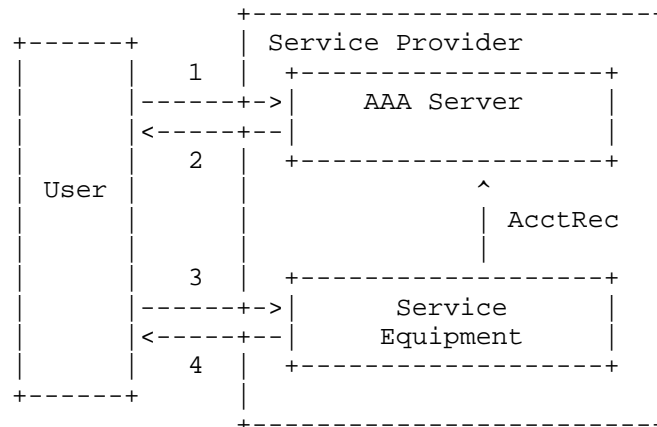 Service Provider
1
AAA Server
2
User
AcctRec
3
Service
Equipment
4